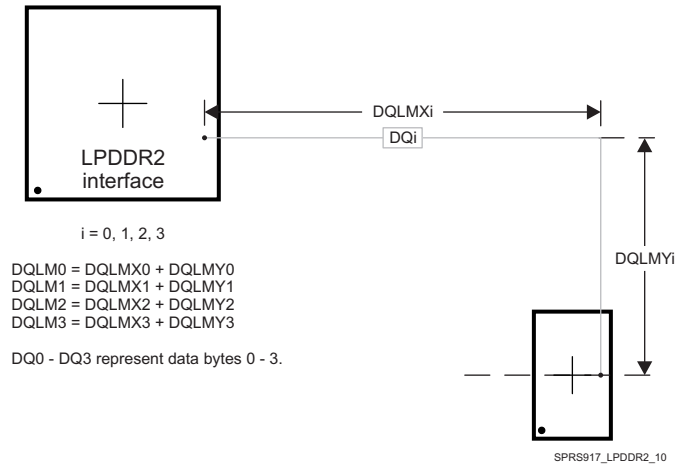 DQLMXi
DQi
LPDDR2
interface
i = 0, 1, 2, 3
DQLMYi
DQLM0 = DQLMX0 + DQLMY0
DQLM1 = DQLMX1 + DQLMY1
DQLM2 = DQLMX2 + DQLMY2
DQLM3 = DQLMX3 + DQLMY3
DQ0 - DQ3 represent data bytes 0 - 3.
SPRS917_LPDDR2_10